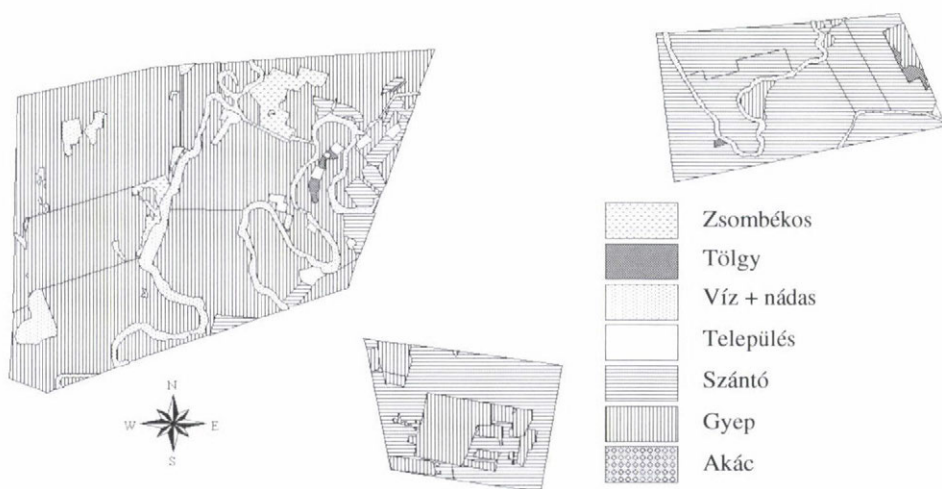 N
W E
S
Zsombékos
Tölgy
Víz + nádas
Település
Szántó
Gyep
Akác